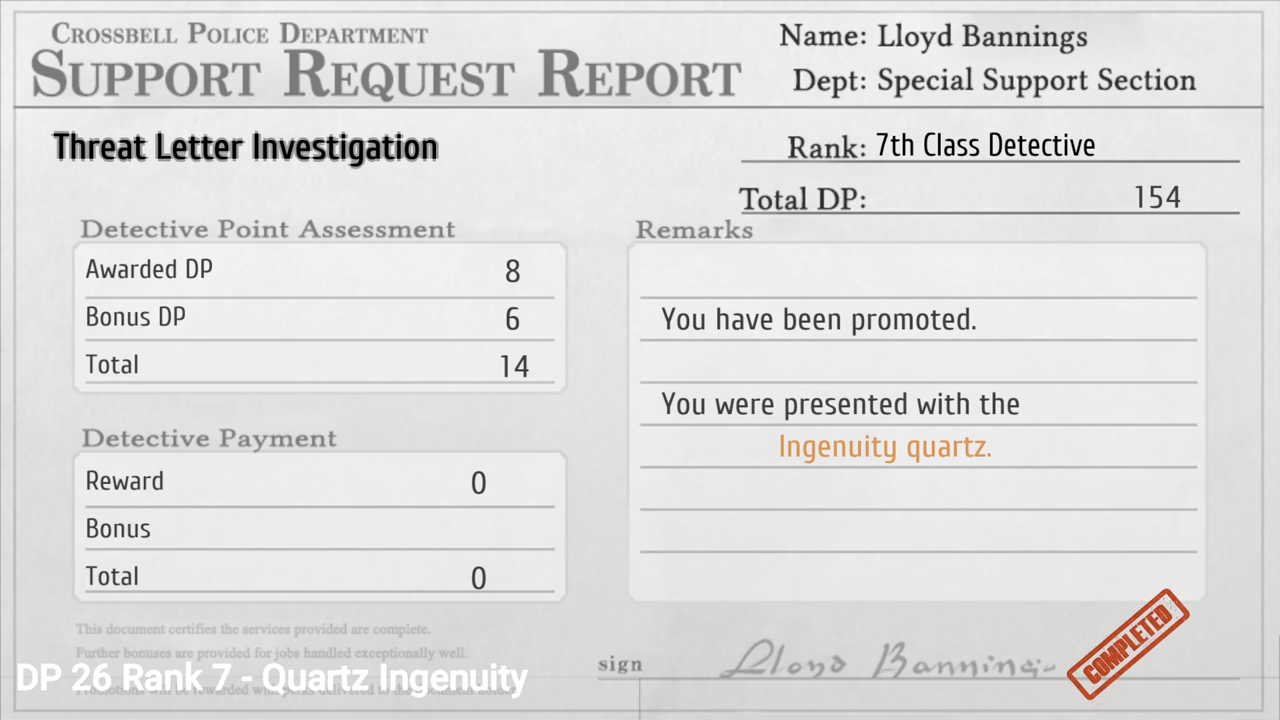 CROSSBELL POLICE DEPARTMENT
SUPPORT REQUEST REPORT
Name: Lloyd Bannings
Dept: Special Support Section
Threat Letter Investigation
Rank: 7th Class Detective
Total DP: 154
Detective Point Assessment
Awarded DP 8
Bonus DP 6
Total 14
Remarks
You have been promoted.
You were presented with the
Ingenuity quartz.
Detective Payment
Reward 0
Bonus
Total 0
This document certifies the services provided are complete.
Further bonuses are provided for jobs handled exceptionally well.
sign Lloyd Bannings
COMPLETED
DP 26 Rank 7 - Quartz Ingenuity